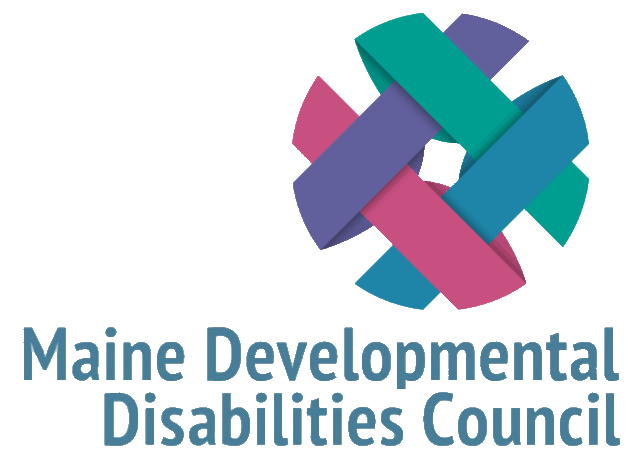 Maine Developmental
Disabilities Council